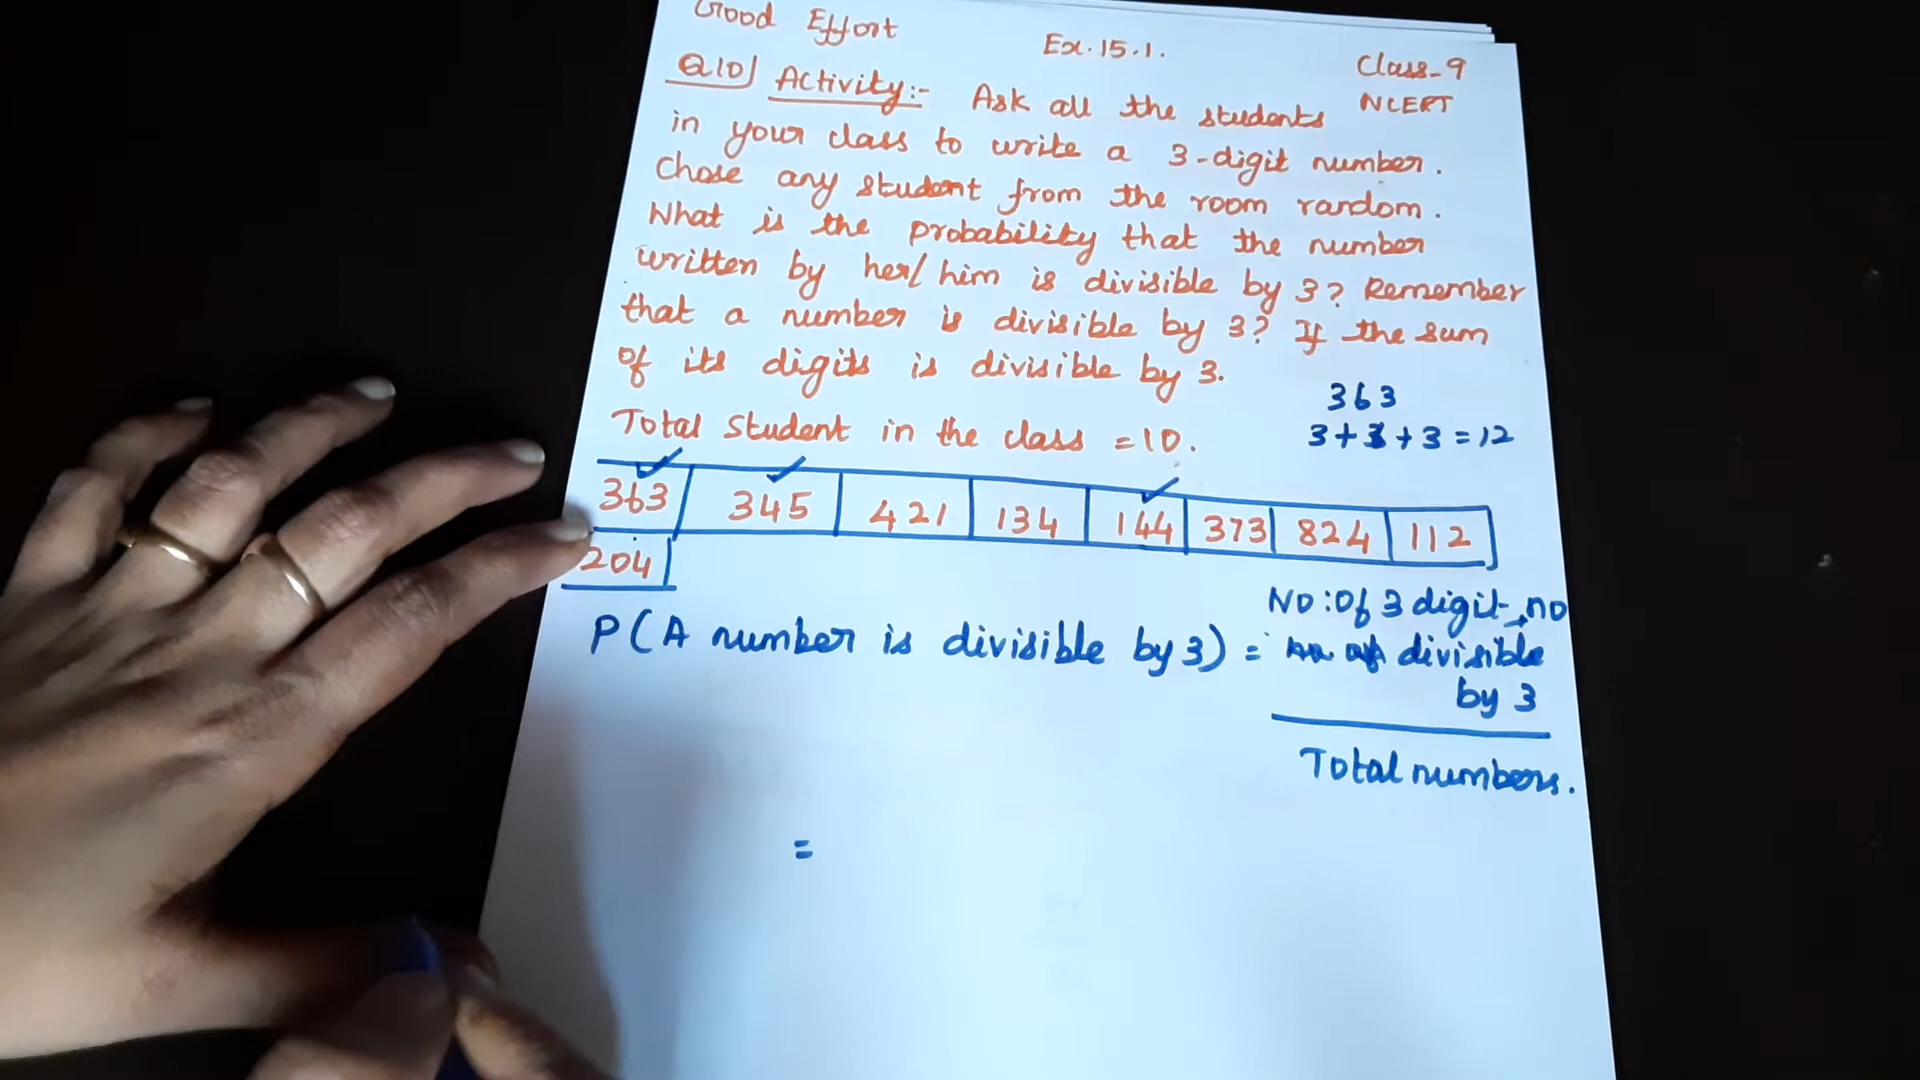 Good Effort
Ex.15.1.
Class-9
NCERT
Q10) Activity:- Ask all the students
in your class to write a 3-digit number.
Chose any student from the room random.
What is the probability that the number
written by her/him is divisible by 3? Remember
that a number is divisible by 3? If the sum
of its digits is divisible by 3.
363
Total Student in the class =10.
3+ +3=12
363 345 421 134 144 373 824 112
204
P(A number is divisible by 3) =
No:Of 3 digit no
divisible
by 3
Total numbers.
=